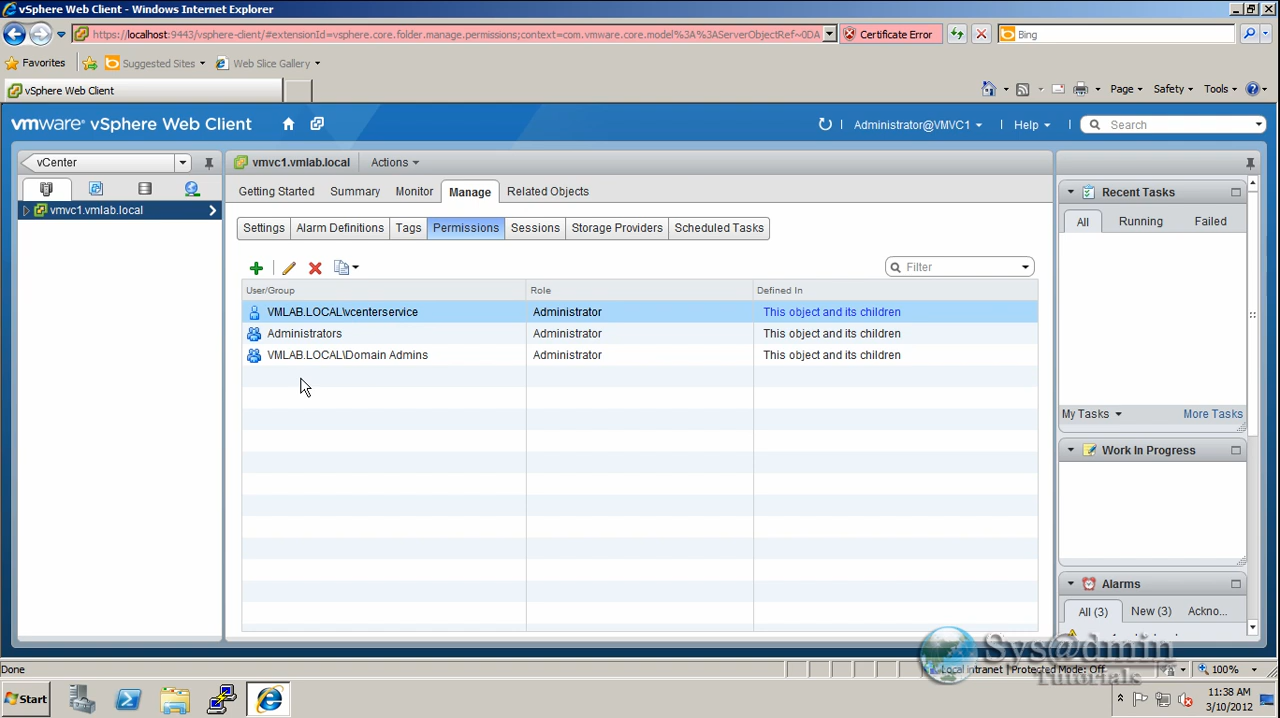 vSphere Web Client - Windows Internet Explorer
https://localhost:9443/vsphere-client/#extensionId=vsphere.core.folder.manage.permissions;context=com.vmware.core.model%3A%3AServerObjectRef~0DA
Certificate Error
Bing
Favorites
Suggested Sites
Web Slice Gallery
vSphere Web Client
Page
Safety
Tools
vmware vSphere Web Client
Administrator@VMVC1
Help
Search
vCenter
vmvc1.vmlab.local
Actions
Getting Started
Summary
Monitor
Manage
Related Objects
vmvc1.vmlab.local
Settings
Alarm Definitions
Tags
Permissions
Sessions
Storage Providers
Scheduled Tasks
Filter
User/Group Role Defined In
VMLAB.LOCAL\vcenterservice Administrator This object and its children
Administrators Administrator This object and its children
VMLAB.LOCAL\Domain Admins Administrator This object and its children
Recent Tasks
All Running Failed
My Tasks More Tasks
Work In Progress
Alarms
All (3) New (3) Ackno...
Sys@dmin
Tutorials
Done
Local intranet | Protected Mode: Off
100%
Start
11:38 AM
3/10/2012